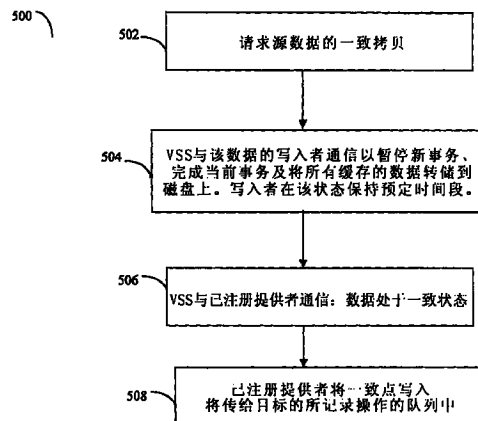 500
502
请求源数据的一致拷贝
504
VSS与该数据的写入者通信以暂停新事务、
完成当前事务及将所有缓存的数据转储到
磁盘上。写入者在该状态保持预定时间段。
506
VSS与已注册提供者通信：数据处于一致状态
508
已注册提供者将一致点写入
将传给目标的所记录操作的队列中